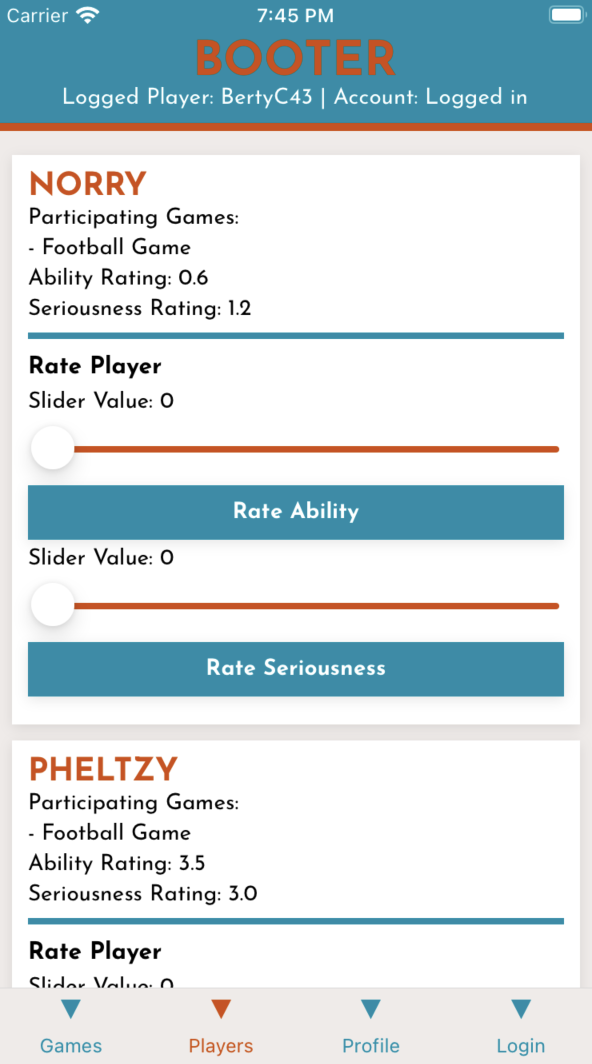 Carrier 7:45 PM
BOOTER
Logged Player: BertyC43 | Account: Logged in
NORRY
Participating Games:
- Football Game
Ability Rating: 0.6
Seriousness Rating: 1.2
Rate Player
Slider Value: 0
Rate Ability
Slider Value: 0
Rate Seriousness
PHELTZY
Participating Games:
- Football Game
Ability Rating: 3.5
Seriousness Rating: 3.0
Rate Player
Slider Value: 0
Games Players Profile Login